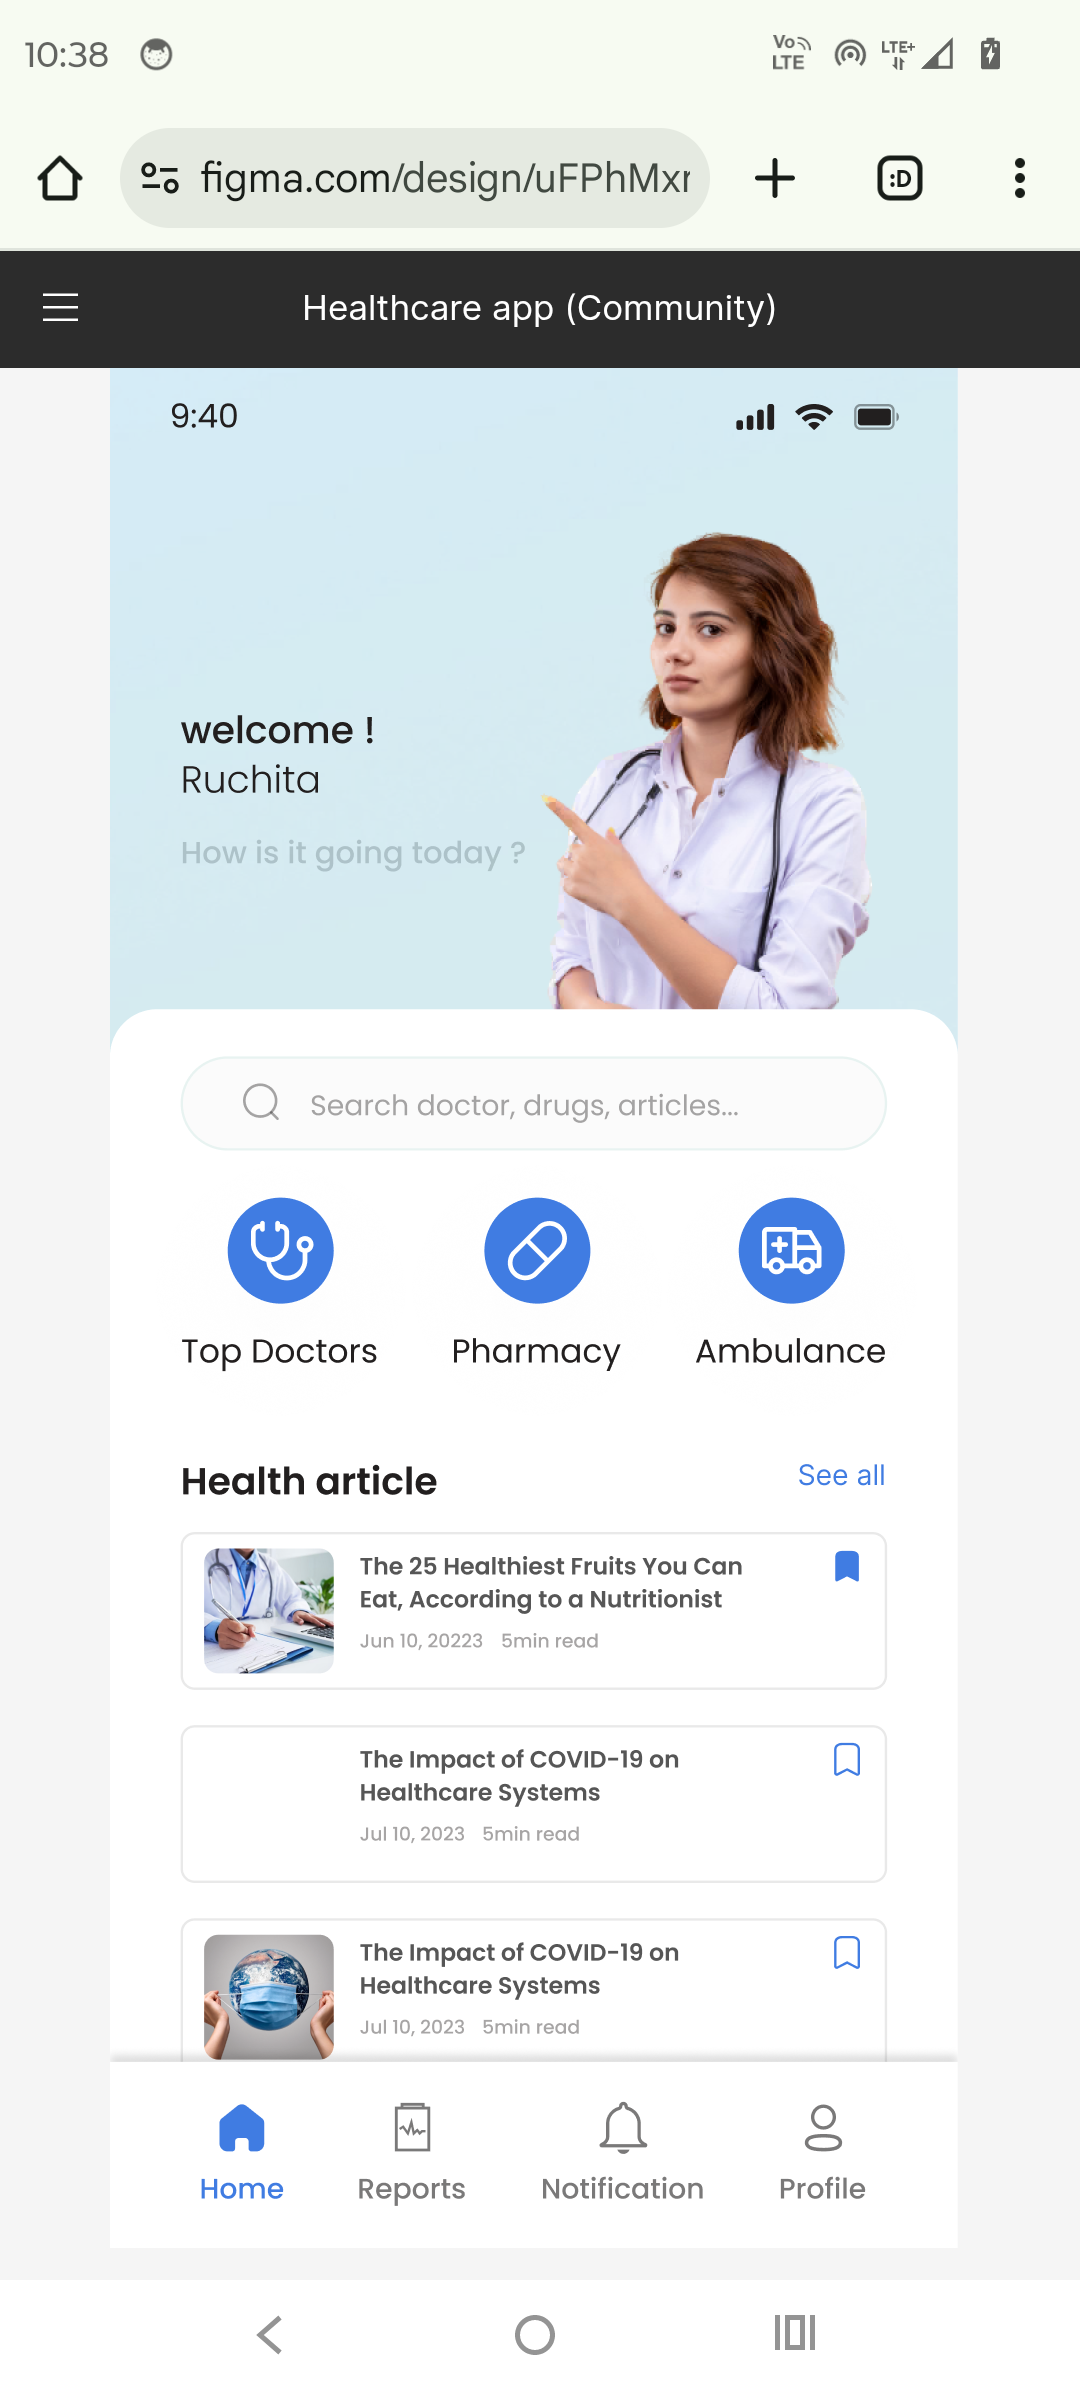 10:38
Vo LTE LTE+
figma.com/design/uFPhMxr
:D
Healthcare app (Community)
9:40
welcome !
Ruchita
How is it going today ?
Search doctor, drugs, articles...
Top Doctors Pharmacy Ambulance
Health article See all
The 25 Healthiest Fruits You Can
Eat, According to a Nutritionist
Jun 10, 20223 5min read
The Impact of COVID-19 on
Healthcare Systems
Jul 10, 2023 5min read
The Impact of COVID-19 on
Healthcare Systems
Jul 10, 2023 5min read
Home Reports Notification Profile